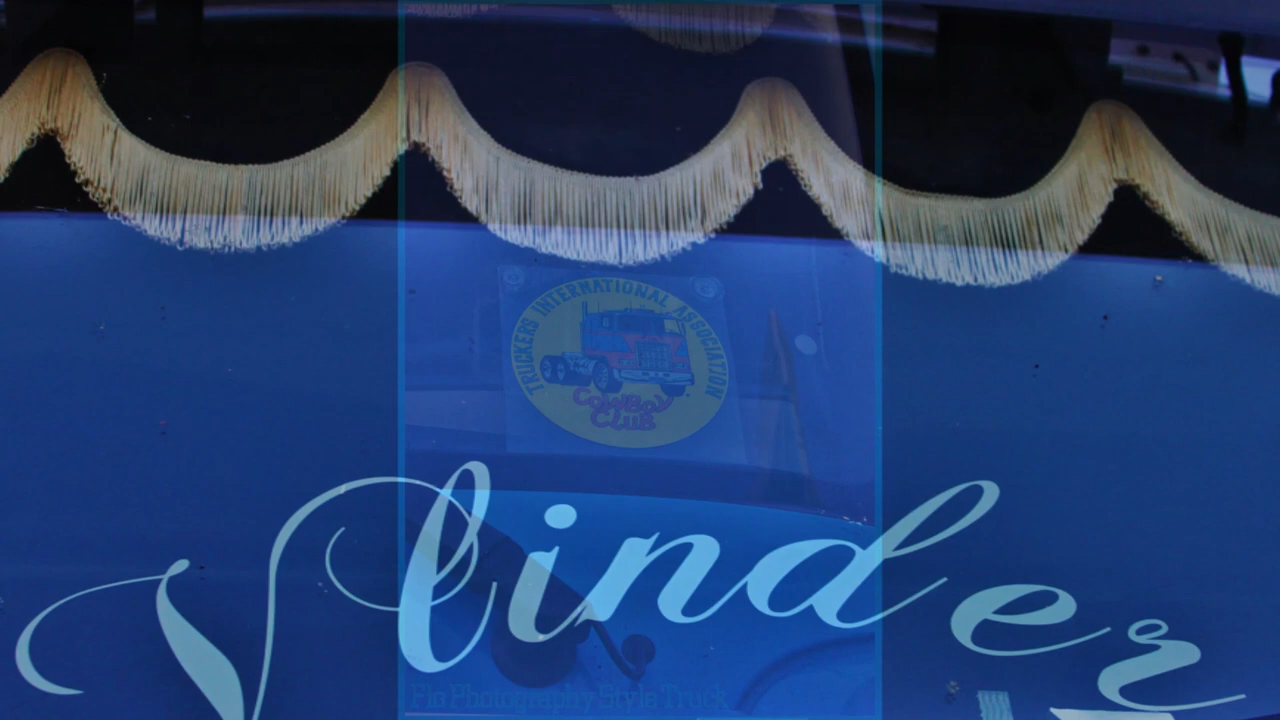 TRUCKERS INTERNATIONAL ASSOCIATION
COWBOY
CLUB
Vlinder
Flo Photography Style Truck